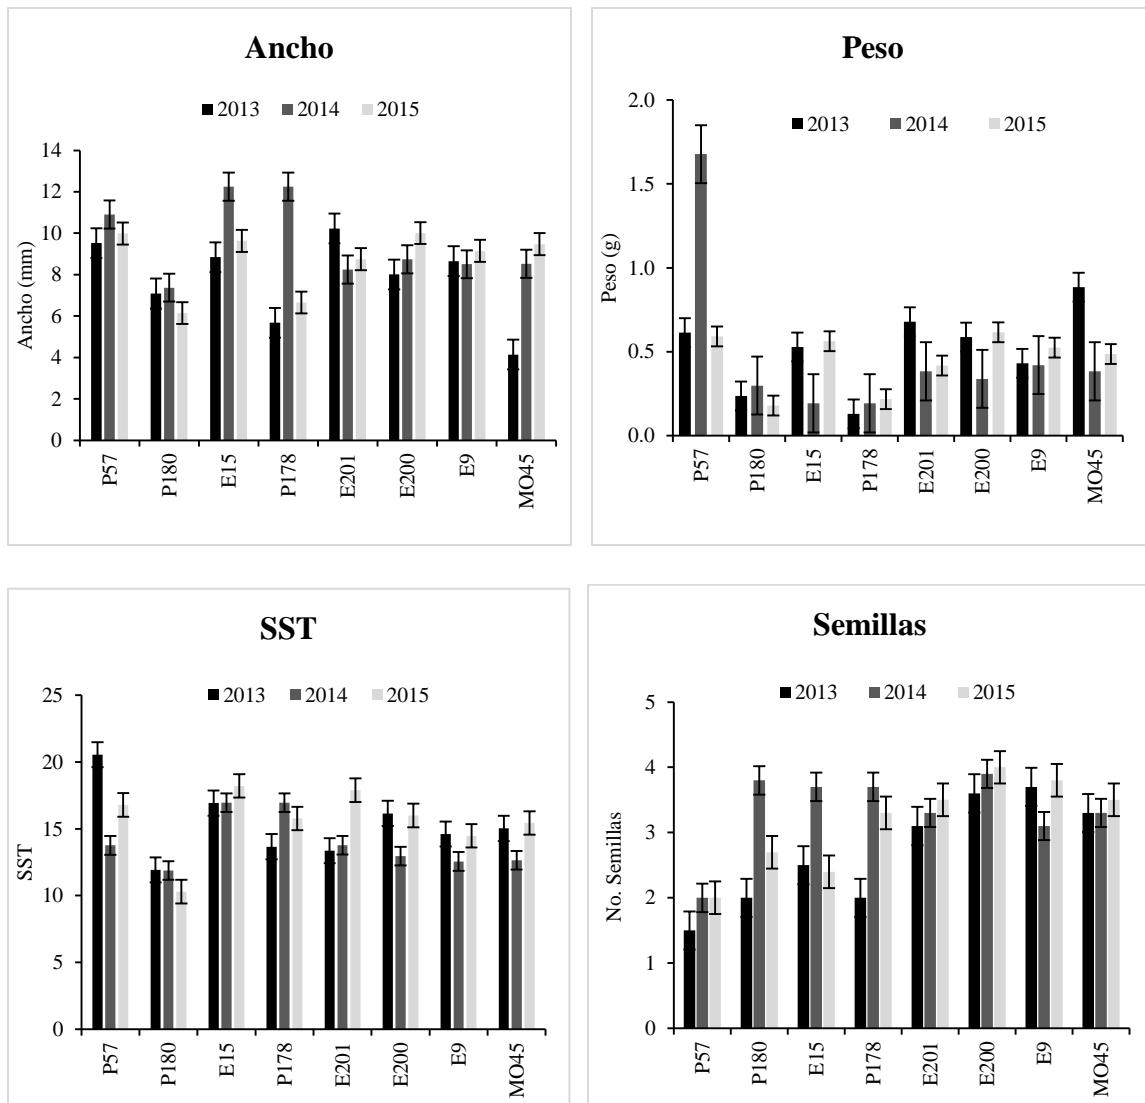 Ancho
2013 2014 2015
Ancho (mm)
14
12
10
8
6
4
2
0
P57 P180 E15 P178 E201 E200 E9 MO45
Peso
2013 2014 2015
Peso (g)
2.0
1.5
1.0
0.5
0.0
P57 P180 E15 P178 E201 E200 E9 MO45
SST
2013 2014 2015
SST
25
20
15
10
5
0
P57 P180 E15 P178 E201 E200 E9 MO45
Semillas
2013 2014 2015
No. Semillas
5
4
3
2
1
0
P57 P180 E15 P178 E201 E200 E9 MO45